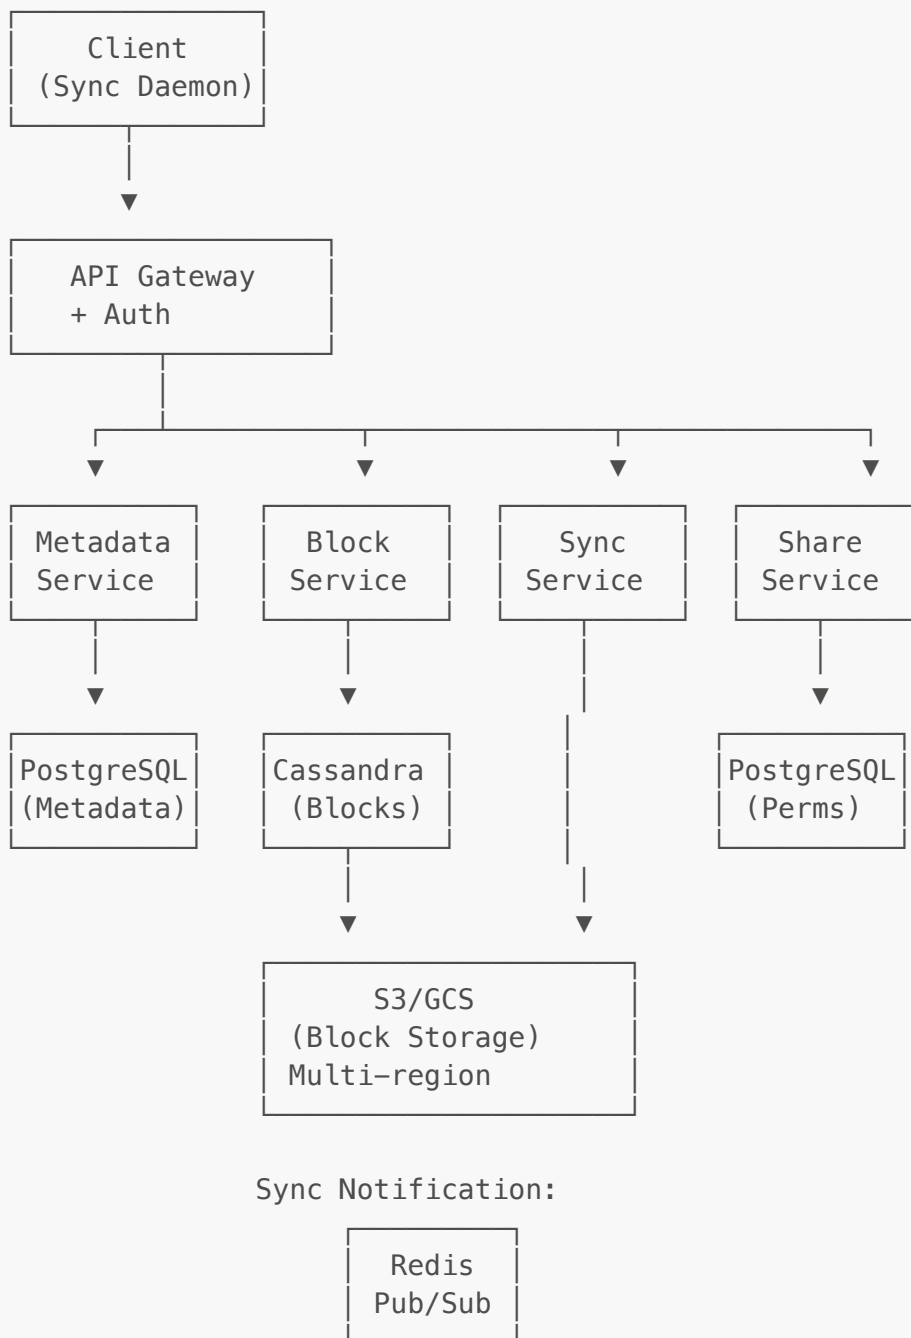 Client
(Sync Daemon)
API Gateway
+ Auth
Metadata
Service
Block
Service
Sync
Service
Share
Service
PostgreSQL
(Metadata)
Cassandra
(Blocks)
PostgreSQL
(Perms)
S3/GCS
(Block Storage)
Multi-region
Sync Notification:
Redis
Pub/Sub